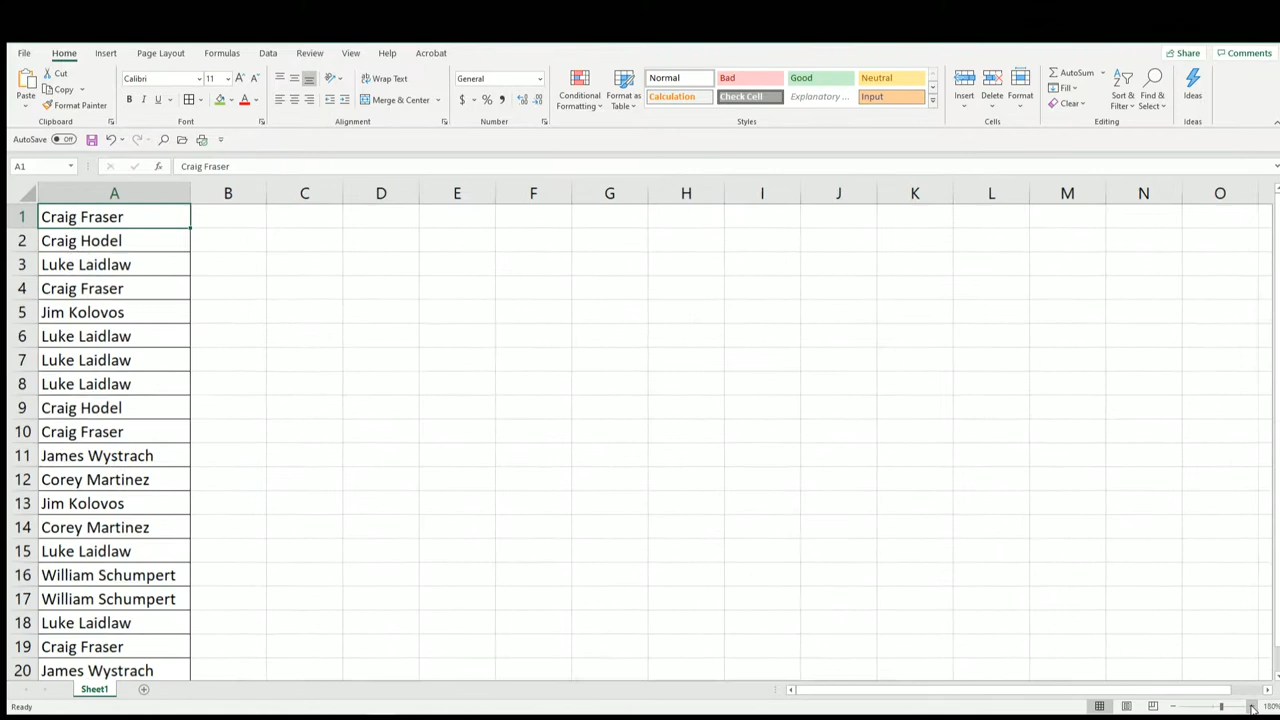 File Home Insert Page Layout Formulas Data Review View Help Acrobat Share Comments
Paste Cut Calibri 11 Wrap Text General Conditional Formatting Format as Table Normal Bad Good Neutral Insert Delete Format AutoSum Sort & Filter Find & Select Ideas
Copy Fill
Format Painter B I U A Merge & Center $ % , Calculation Check Cell Explanatory ... Input Clear
Clipboard Font Alignment Number Styles Cells Editing Ideas
AutoSave Off
A1 fx Craig Fraser
A B C D E F G H I J K L M N O
1 Craig Fraser
2 Craig Hodel
3 Luke Laidlaw
4 Craig Fraser
5 Jim Kolovos
6 Luke Laidlaw
7 Luke Laidlaw
8 Luke Laidlaw
9 Craig Hodel
10 Craig Fraser
11 James Wystrach
12 Corey Martinez
13 Jim Kolovos
14 Corey Martinez
15 Luke Laidlaw
16 William Schumpert
17 William Schumpert
18 Luke Laidlaw
19 Craig Fraser
20 James Wystrach
Sheet1
Ready 180%